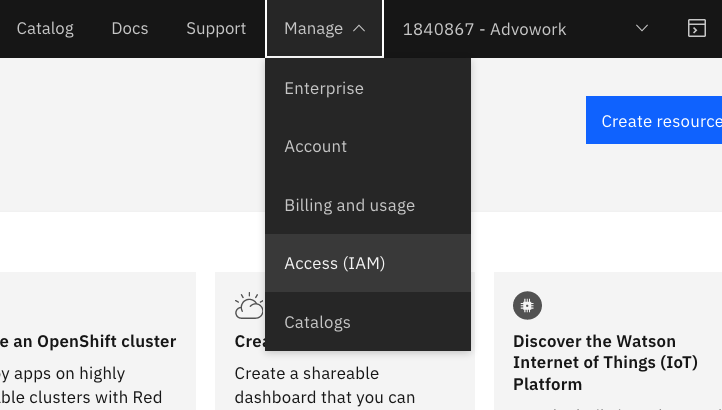 Catalog
Docs
Support
Manage
1840867 - Advowork
Enterprise
Account
Billing and usage
Access (IAM)
Catalogs
Create resource
e an OpenShift cluster
y apps on highly
ble clusters with Red
Crea
Create a shareable
dashboard that you can
Discover the Watson
Internet of Things (IoT)
Platform